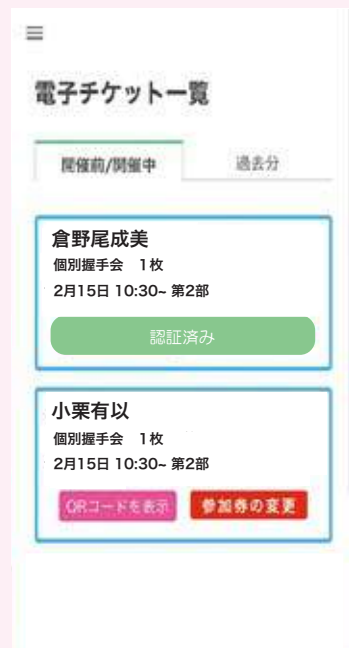 電子チケット一覧
開催前/開催中
過去分
倉野尾成美
個別握手会　1枚
2月15日 10:30~ 第2部
認証済み
小栗有以
個別握手会　1枚
2月15日 10:30~ 第2部
QRコードを表示
参加券の変更